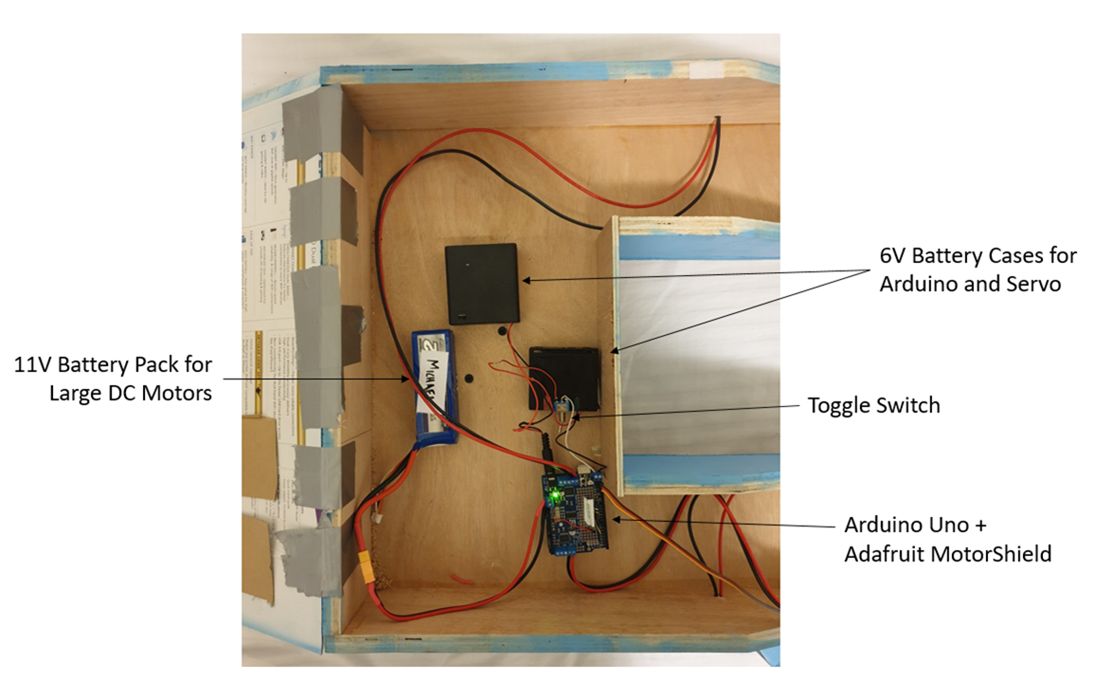 6V Battery Cases for
Arduino and Servo
11V Battery Pack for
Large DC Motors
Toggle Switch
Arduino Uno +
Adafruit MotorShield